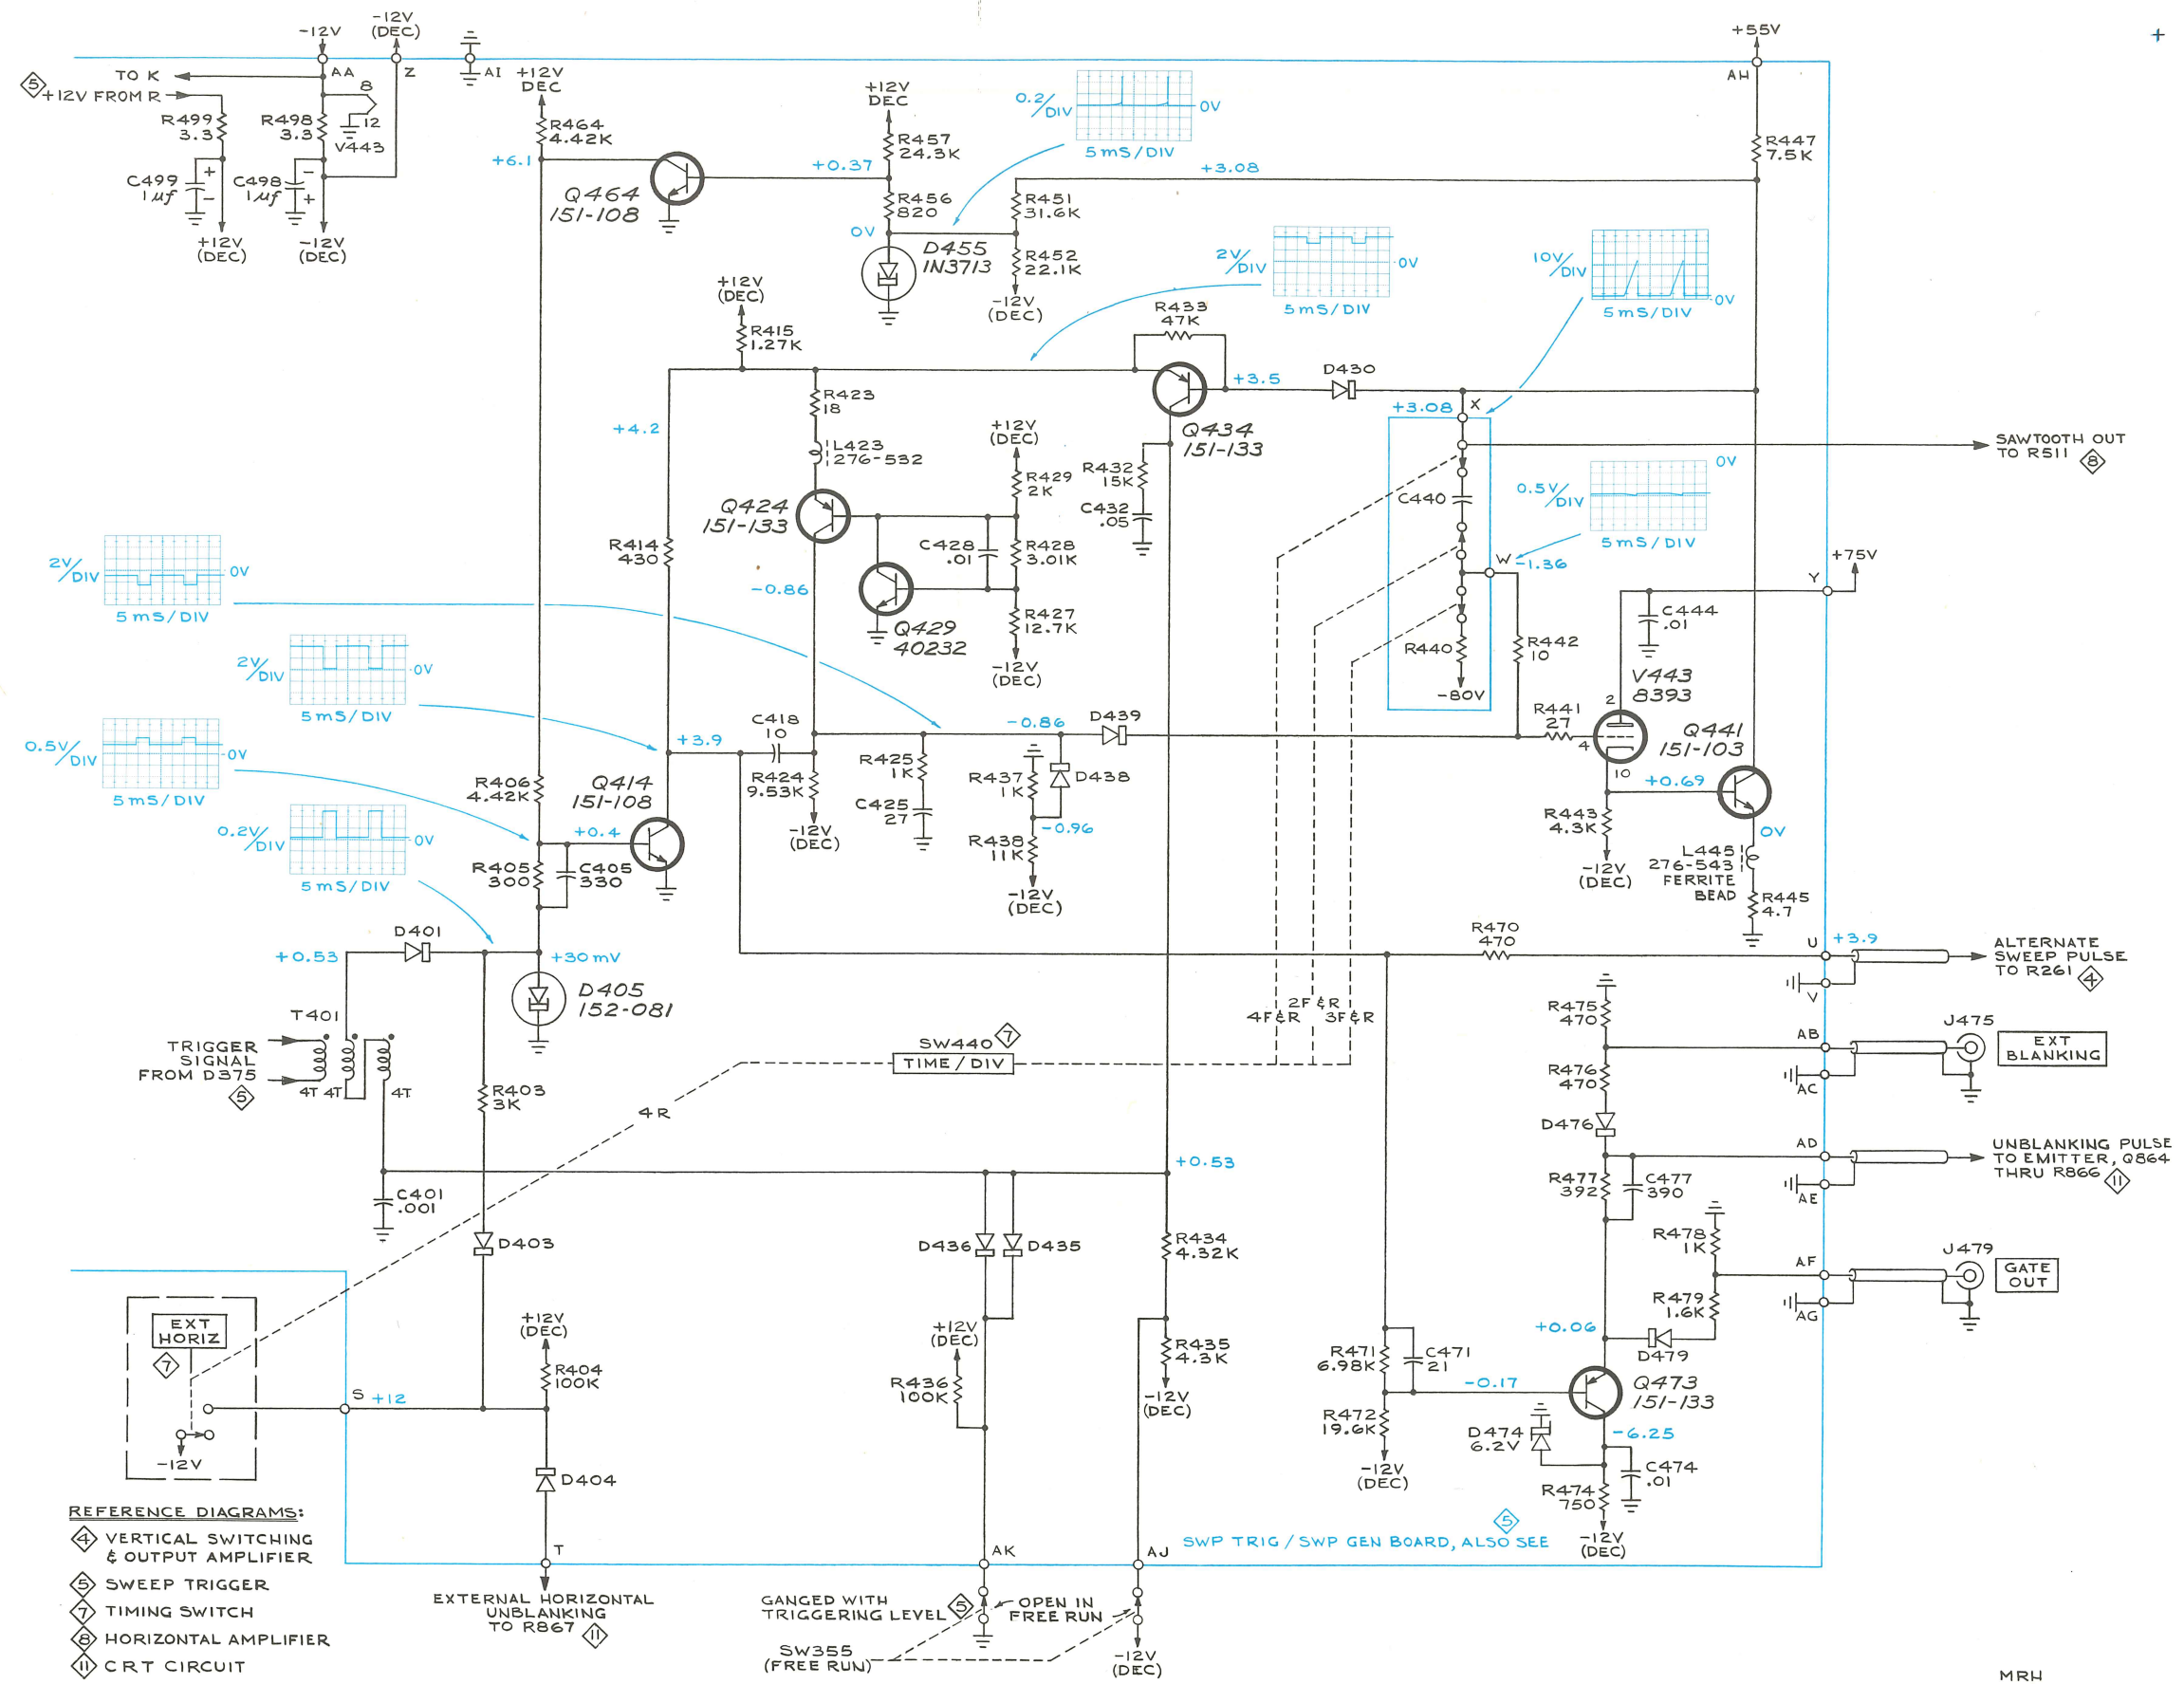 -12V
-12V
(DEC)
+55V
5
TO K
+12V FROM R
AA
Z
AI
+12V
DEC
AH
8
12
V443
R499
3.3
R498
3.3
C499
1µf
C498
1µf
+
-
-
+
+12V
(DEC)
-12V
(DEC)
R464
4.42K
+6.1
Q464
151-108
+12V
DEC
R457
24.3K
+0.37
R456
820
0V
D455
1N3713
0.2/DIV
0V
5mS/DIV
+3.08
R451
31.6K
R452
22.1K
-12V
(DEC)
R447
7.5K
2V/DIV
0V
5mS/DIV
10V/DIV
0V
5mS/DIV
+12V
(DEC)
R415
1.27K
R433
47K
+3.5
D430
Q434
151-133
+3.08
X
SAWTOOTH OUT
TO R511
8
+4.2
R423
18
L423
276-532
+12V
(DEC)
R429
2K
R432
15K
C432
.05
C440
0.5V/DIV
0V
5mS/DIV
Q424
151-133
C428
.01
R428
3.01K
R414
430
-0.86
Q429
40232
R427
12.7K
-12V
(DEC)
W
-1.36
+75V
Y
C444
.01
R440
-80V
R442
10
V443
8393
2
4
10
2V/DIV
0V
5mS/DIV
2V/DIV
0V
5mS/DIV
0.5V/DIV
0V
5mS/DIV
0.2V/DIV
0V
5mS/DIV
+3.9
C418
10
-0.86
D439
R441
27
Q441
151-103
+0.69
R443
4.3K
-12V
(DEC)
0V
L445
276-543
FERRITE
BEAD
R445
4.7
R406
4.42K
Q414
151-108
+0.4
R424
9.53K
-12V
(DEC)
R425
1K
C425
27
R437
1K
D438
-0.96
R438
11K
-12V
(DEC)
R405
300
C405
330
+0.53
D401
+30mV
D405
152-081
T401
TRIGGER
SIGNAL
FROM D375
5
4T 4T
4T
R403
3K
SW440
7
TIME/DIV
4R
4F&R
2F&R
3F&R
R470
470
U
+3.9
V
ALTERNATE
SWEEP PULSE
TO R261
4
R475
470
AB
AC
J475
EXT
BLANKING
R476
470
D476
AD
AE
UNBLANKING PULSE
TO EMITTER, Q864
THRU R866
11
R477
392
C477
390
R478
1K
AF
AG
J479
GATE
OUT
R479
1.6K
+0.06
D479
C401
.001
+0.53
D403
D436
D435
R434
4.32K
+12V
(DEC)
R436
100K
R435
4.3K
-12V
(DEC)
R471
6.98K
C471
21
-0.17
Q473
151-133
R472
19.6K
-12V
(DEC)
D474
6.2V
-6.25
C474
.01
R474
750
-12V
(DEC)
EXT
HORIZ
7
-12V
S
+12
+12V
(DEC)
R404
100K
D404
T
EXTERNAL HORIZONTAL
UNBLANKING
TO R867
11
AK
AJ
5
SWP TRIG/SWP GEN BOARD, ALSO SEE
GANGED WITH
TRIGGERING LEVEL
5
OPEN IN
FREE RUN
SW355
(FREE RUN)
-12V
(DEC)
REFERENCE DIAGRAMS:
4 VERTICAL SWITCHING
& OUTPUT AMPLIFIER
5 SWEEP TRIGGER
7 TIMING SWITCH
8 HORIZONTAL AMPLIFIER
11 CRT CIRCUIT
MRH